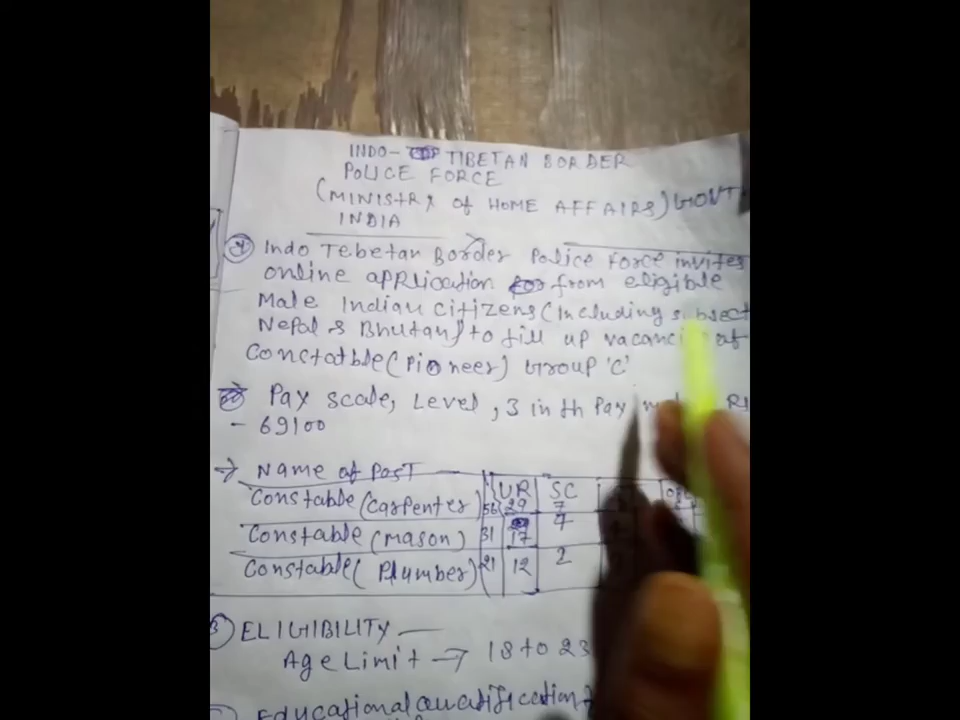 INDO- TIBETAN BORDER
POLICE FORCE
(MINISTRY of HOME AFFAIRS) GOVT
INDIA
Indo Tebetan Border Police Force invites
online application from eligible
Male Indian citizens (including subsect
Nepal & Bhutan) to fill up vacanci of
Constatble (Pioneer) Group 'C'
Pay scale, Level, 3 in th Pay
- 69100
→ Name of Post
UR SC
Constable (Carpenter) 56 29 7
Constable (Mason) 31 17 4
Constable (Plumber) 21 12 2
ELIGIBILITY —
Age Limit → 18 to 23
Educational qualification